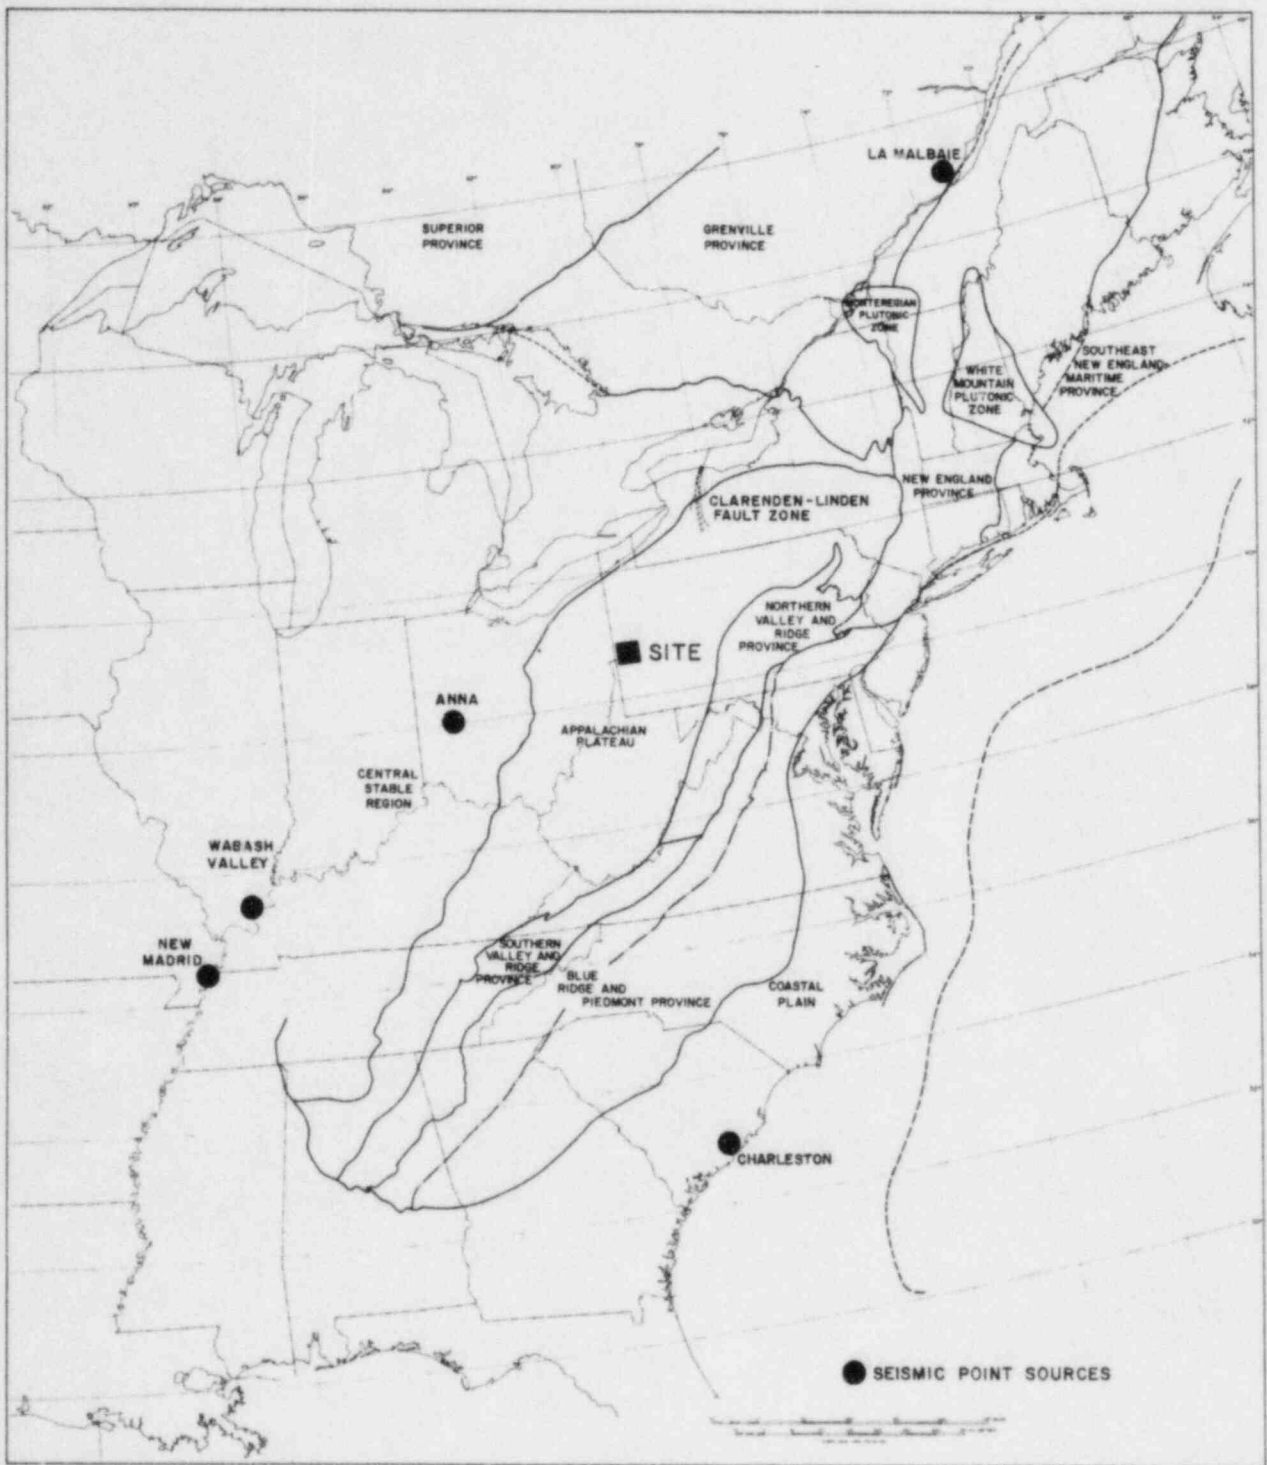 LA MALBAIE
SUPERIOR
PROVINCE
GRENVILLE
PROVINCE
MONTEREGIAN
PLUTONIC
ZONE
SOUTHEAST
NEW ENGLAND
MARITIME
PROVINCE
WHITE
MOUNTAIN
PLUTONIC
ZONE
NEW ENGLAND
PROVINCE
CLARENDEN-LINDEN
FAULT ZONE
NORTHERN
VALLEY AND
RIDGE
PROVINCE
SITE
ANNA
APPALACHIAN
PLATEAU
CENTRAL
STABLE
REGION
WABASH
VALLEY
NEW
MADRID
SOUTHERN
VALLEY AND
RIDGE
PROVINCE
BLUE
RIDGE AND
PIEDMONT PROVINCE
COASTAL
PLAIN
CHARLESTON
SEISMIC POINT SOURCES